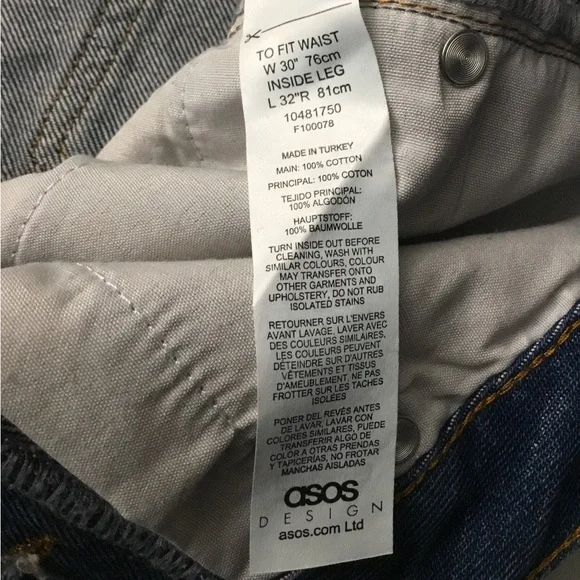 TO FIT WAIST
W 30" 76cm
INSIDE LEG
L 32"R 81cm
10481750
F100078
MADE IN TURKEY
MAIN: 100% COTTON
PRINCIPAL: 100% COTON
TEJIDO PRINCIPAL:
100% ALGODÓN
HAUPTSTOFF:
100% BAUMWOLLE
TURN INSIDE OUT BEFORE
CLEANING, WASH WITH
SIMILAR COLOURS, COLOUR
MAY TRANSFER ONTO
OTHER GARMENTS AND
UPHOLSTERY, DO NOT RUB
ISOLATED STAINS
RETOURNER SUR L'ENVERS
AVANT LAVAGE, LAVER AVEC
DES COULEURS SIMILAIRES,
LES COULEURS PEUVENT
DÉTEINDRE SUR D'AUTRES
VÊTEMENTS ET TISSUS
D'AMEUBLEMENT, NE PAS
FROTTER SUR LES TACHES
ISOLÉES
PONER DEL REVÉS ANTES
DE LAVAR, LAVAR CON
COLORES SIMILARES, PUEDE
TRANSFERIR ALGO DE
COLOR A OTRAS PRENDAS
Y TAPICERÍAS, NO FROTAR
MANCHAS AISLADAS
asos
DESIGN
asos.com Ltd